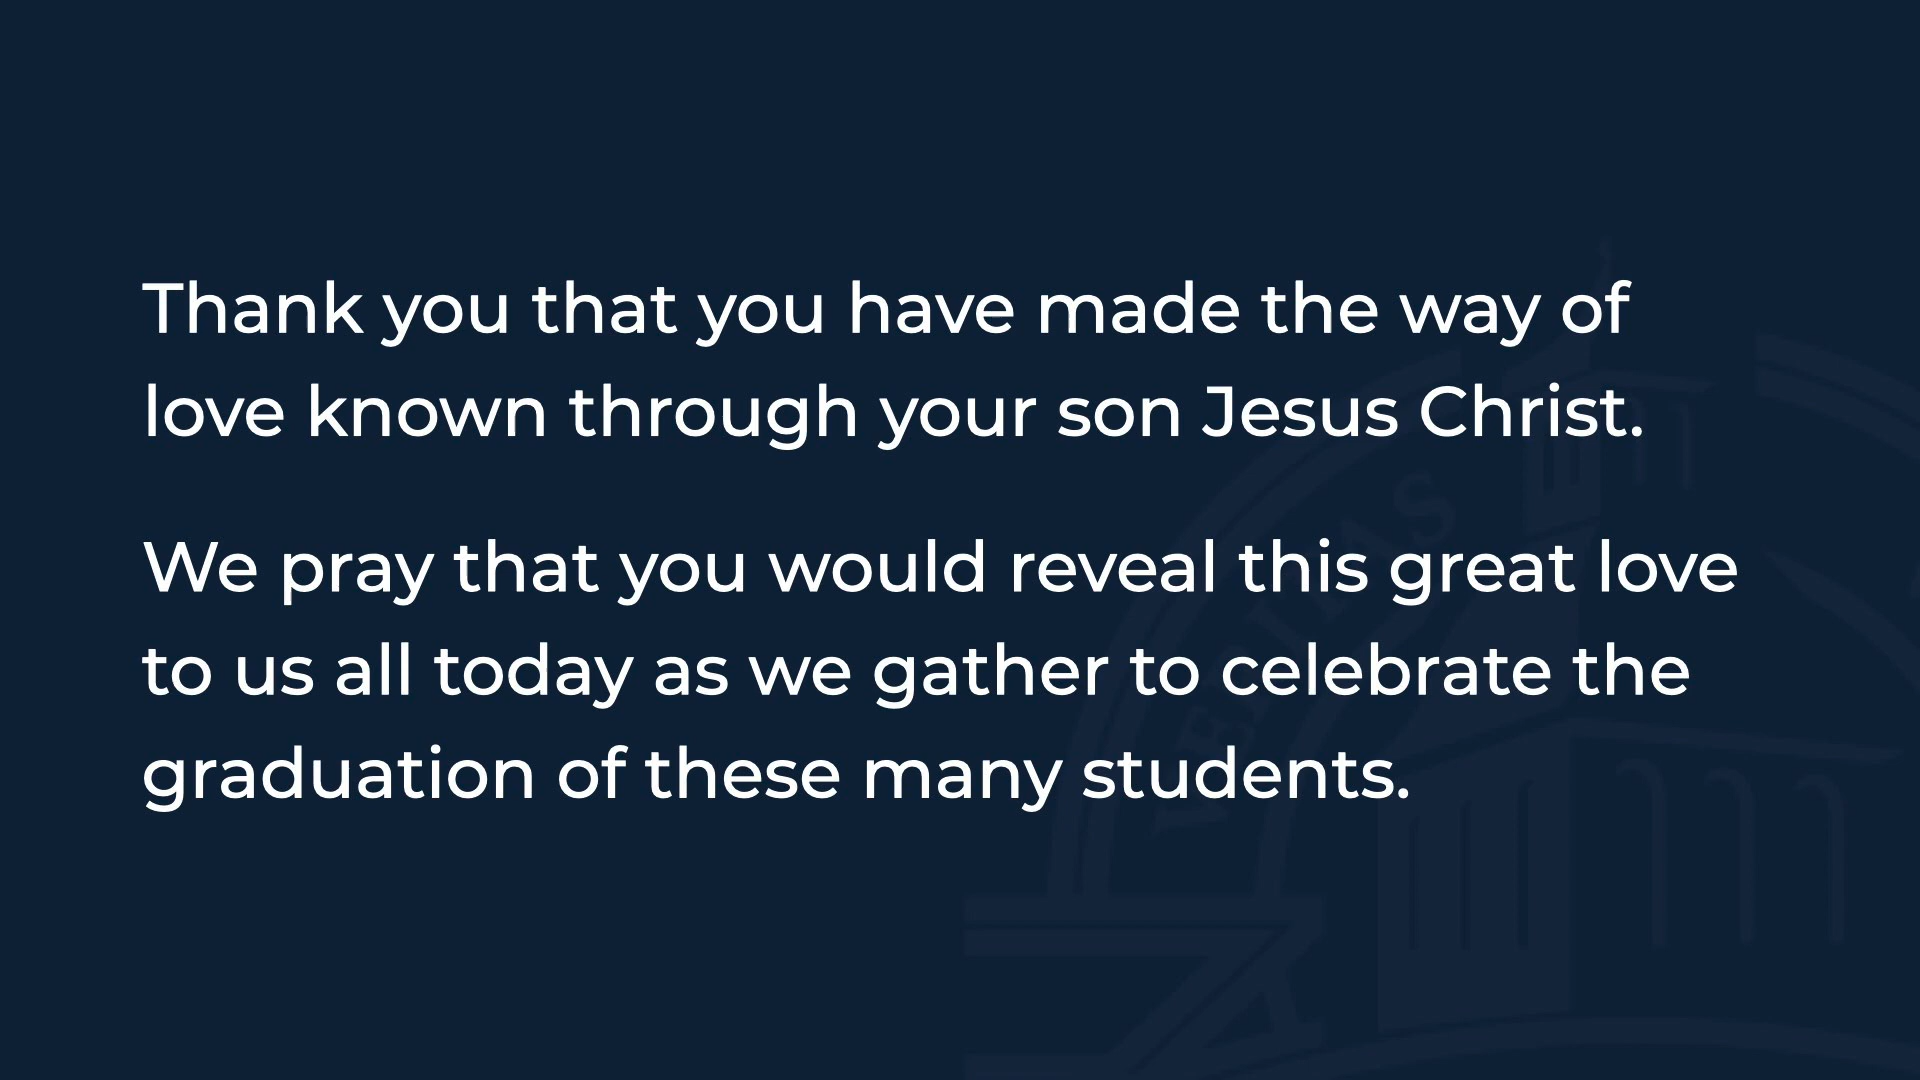 Thank you that you have made the way of
love known through your son Jesus Christ.
We pray that you would reveal this great love
to us all today as we gather to celebrate the
graduation of these many students.
VERITAS